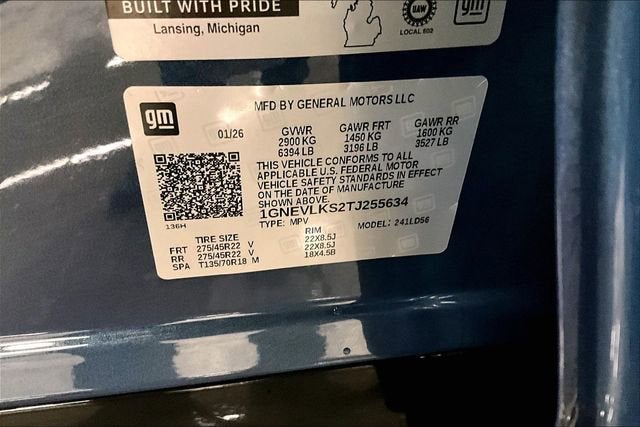 BUILT WITH PRIDE
Lansing, Michigan
UAW
LOCAL 602
gm
gm
MFD BY GENERAL MOTORS LLC
01/26
GVWR GAWR FRT GAWR RR
2900 KG 1450 KG 1600 KG
6394 LB 3196 LB 3527 LB
THIS VEHICLE CONFORMS TO ALL
APPLICABLE U.S. FEDERAL MOTOR
VEHICLE SAFETY STANDARDS IN EFFECT
ON THE DATE OF MANUFACTURE
SHOWN ABOVE.
1GNEVLKS2TJ255634
TYPE: MPV MODEL: 241LD56
136H
TIRE SIZE RIM
FRT 275/45R22 V 22X8.5J
RR 275/45R22 V 22X8.5J
SPA T135/70R18 M 18X4.5B